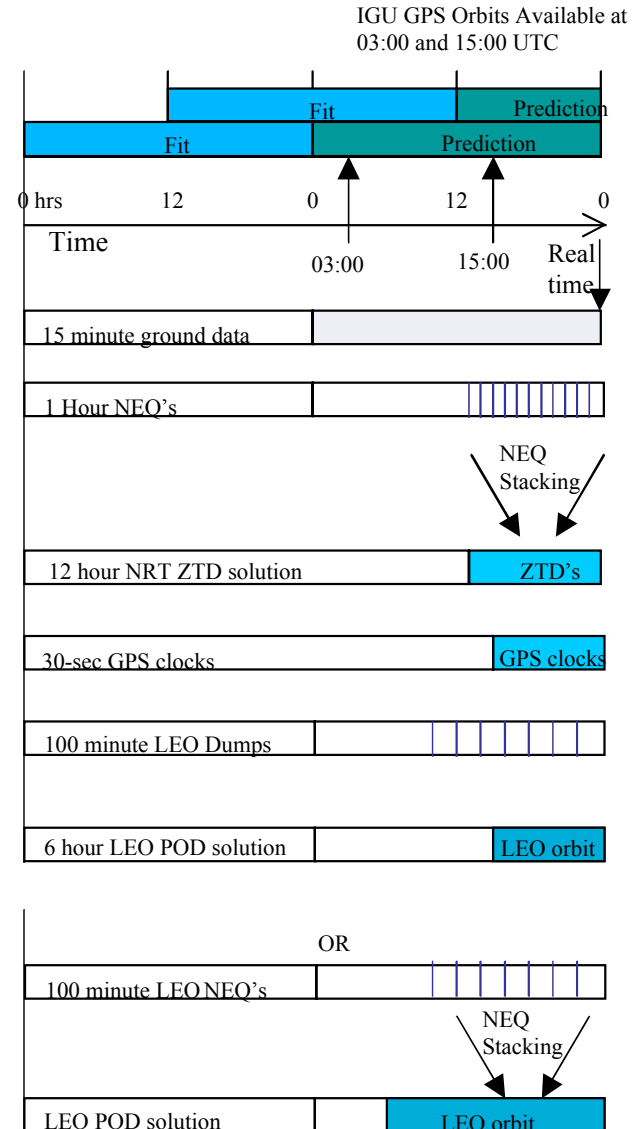 IGU GPS Orbits Available at
03:00 and 15:00 UTC
Fit Prediction
Fit Prediction
0 hrs 12 0 12 0
Time 03:00 15:00 Real
time
15 minute ground data
1 Hour NEQ's
NEQ
Stacking
12 hour NRT ZTD solution ZTD's
30-sec GPS clocks GPS clocks
100 minute LEO Dumps
6 hour LEO POD solution LEO orbit
OR
100 minute LEO NEQ's
NEQ
Stacking
LEO POD solution LEO orbit